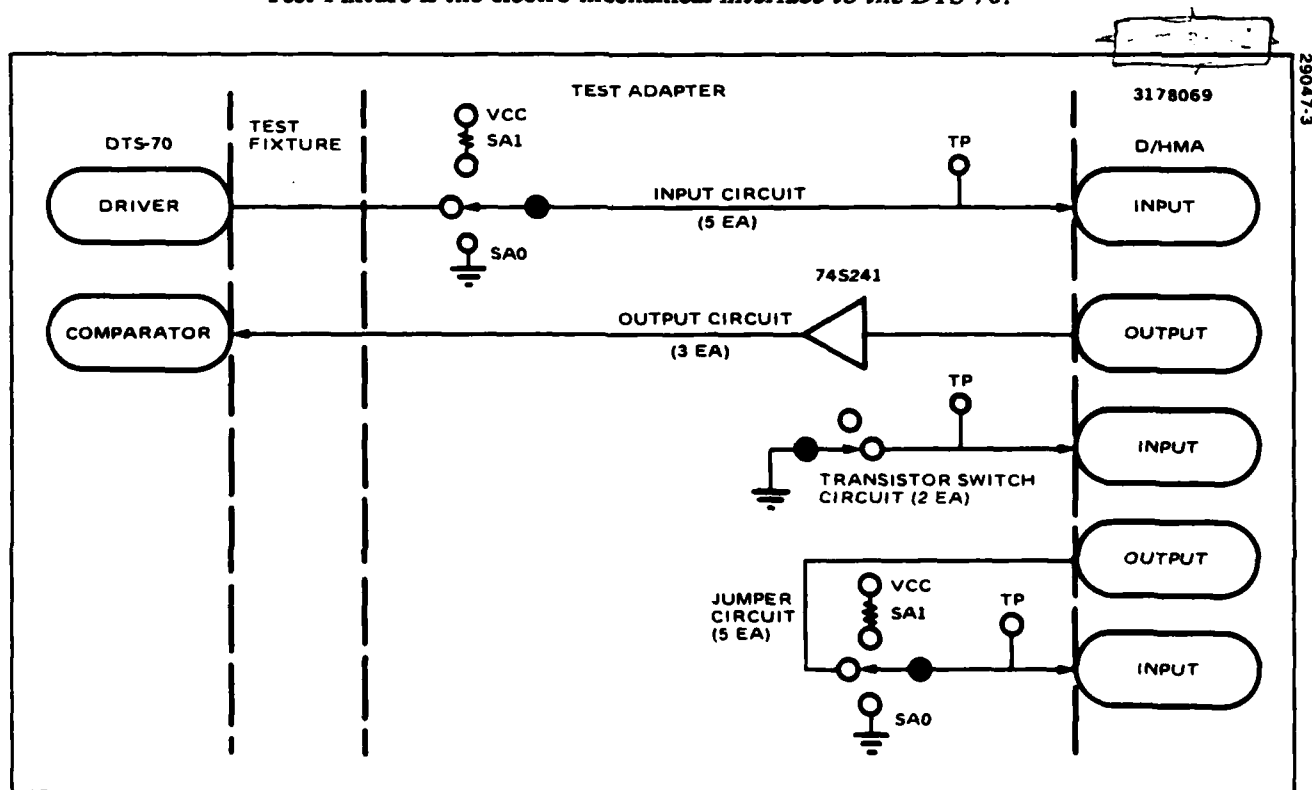 Test Fixture is the electro-mechanical interface to the DTS-70.
29047-3
TEST ADAPTER
3178069
DTS-70
TEST
FIXTURE
VCC
SA1
TP
D/HMA
DRIVER
INPUT CIRCUIT
(5 EA)
INPUT
SA0
74S241
COMPARATOR
OUTPUT CIRCUIT
(3 EA)
OUTPUT
TP
INPUT
TRANSISTOR SWITCH
CIRCUIT (2 EA)
OUTPUT
JUMPER
CIRCUIT
(5 EA)
VCC
SA1
TP
INPUT
SA0